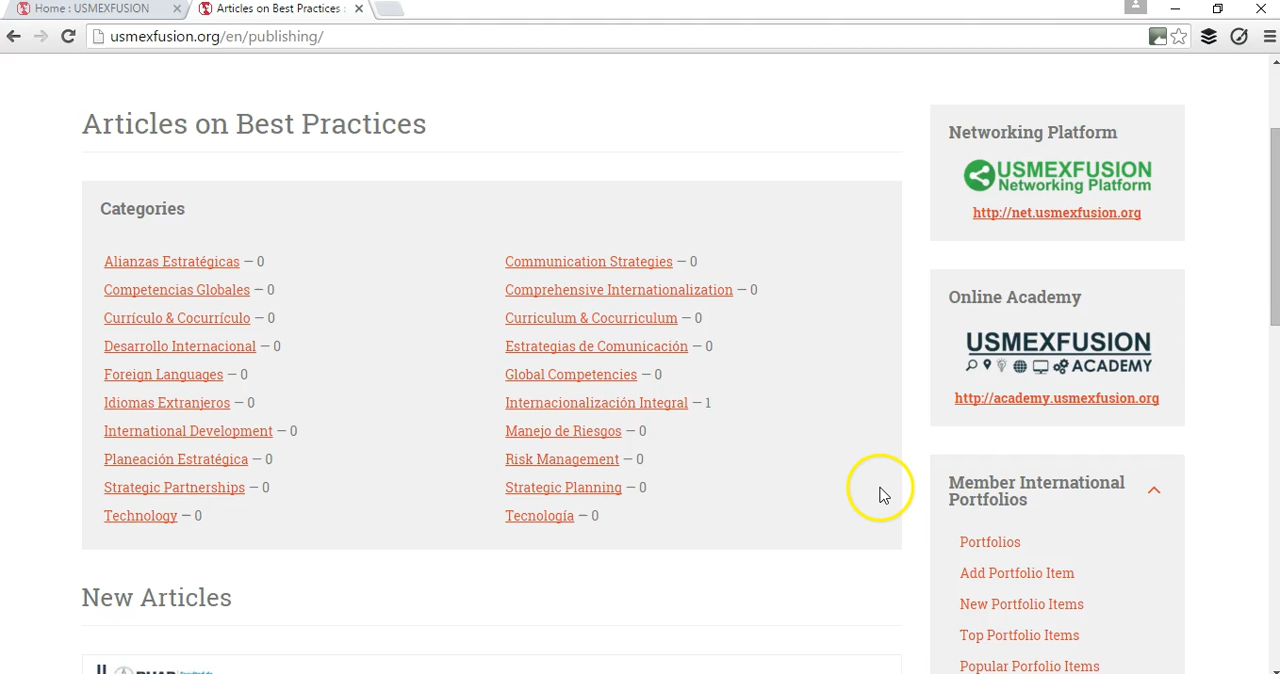 Home : USMEXFUSION
Articles on Best Practices :
usmexfusion.org/en/publishing/
Articles on Best Practices
Categories
Alianzas Estratégicas – 0
Communication Strategies – 0
Competencias Globales – 0
Comprehensive Internationalization – 0
Currículo & Cocurrículo – 0
Curriculum & Cocurriculum – 0
Desarrollo Internacional – 0
Estrategias de Comunicación – 0
Foreign Languages – 0
Global Competencies – 0
Idiomas Extranjeros – 0
Internacionalización Integral – 1
International Development – 0
Manejo de Riesgos – 0
Planeación Estratégica – 0
Risk Management – 0
Strategic Partnerships – 0
Strategic Planning – 0
Technology – 0
Tecnología – 0
New Articles
Networking Platform
USMEXFUSION
Networking Platform
http://net.usmexfusion.org
Online Academy
USMEXFUSION
ACADEMY
http://academy.usmexfusion.org
Member International
Portfolios
Portfolios
Add Portfolio Item
New Portfolio Items
Top Portfolio Items
Popular Porfolio Items